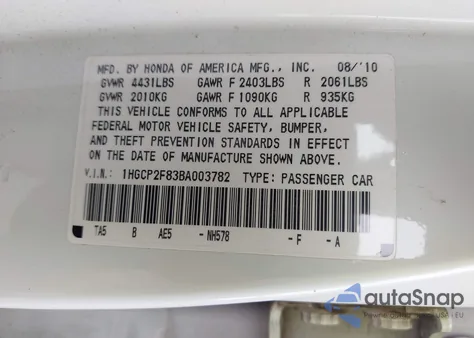 MFD. BY HONDA OF AMERICA MFG., INC. 08/'10
GVWR 4431LBS GAWR F 2403LBS R 2061LBS
GVWR 2010KG GAWR F 1090KG R 935KG
THIS VEHICLE CONFORMS TO ALL APPLICABLE
FEDERAL MOTOR VEHICLE SAFETY, BUMPER,
AND THEFT PREVENTION STANDARDS IN EFFECT
ON THE DATE OF MANUFACTURE SHOWN ABOVE.
V.I.N.: 1HGCP2F83BA003782 TYPE: PASSENGER CAR
TA5 B AE5 -NH578 -F -A
autoSnap